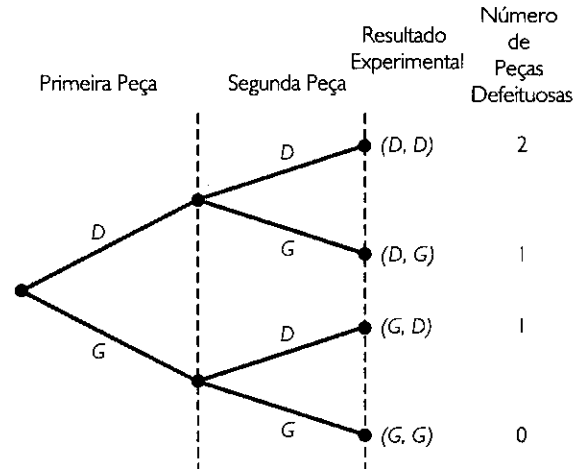 Primeira Peça
Segunda Peça
Resultado
Experimental
Número
de
Peças
Defeituosas
D
G
D
G
D
G
(D, D) 2
(D, G) 1
(G, D) 1
(G, G) 0